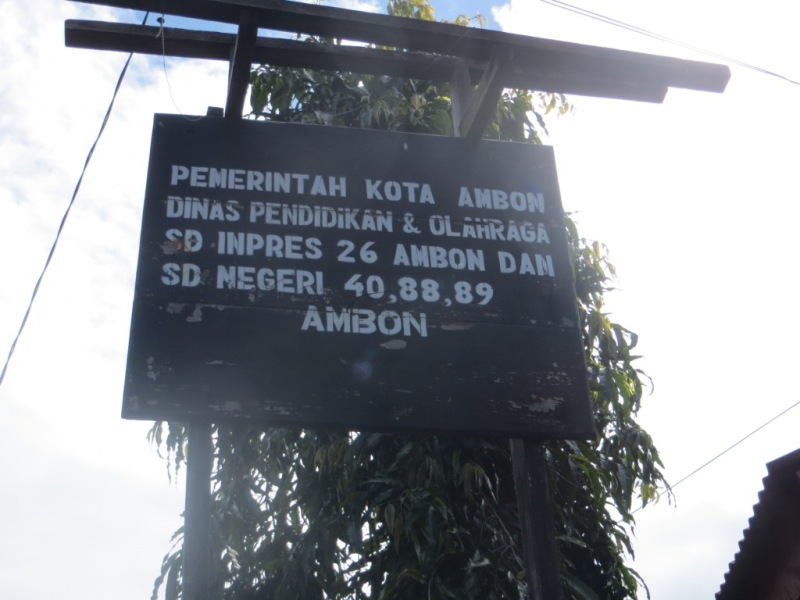 PEMERINTAH KOTA AMBON
DINAS PENDIDIKAN & OLAHRAGA
SD INPRES 26 AMBON DAN
SD NEGERI 40,88,89
AMBON